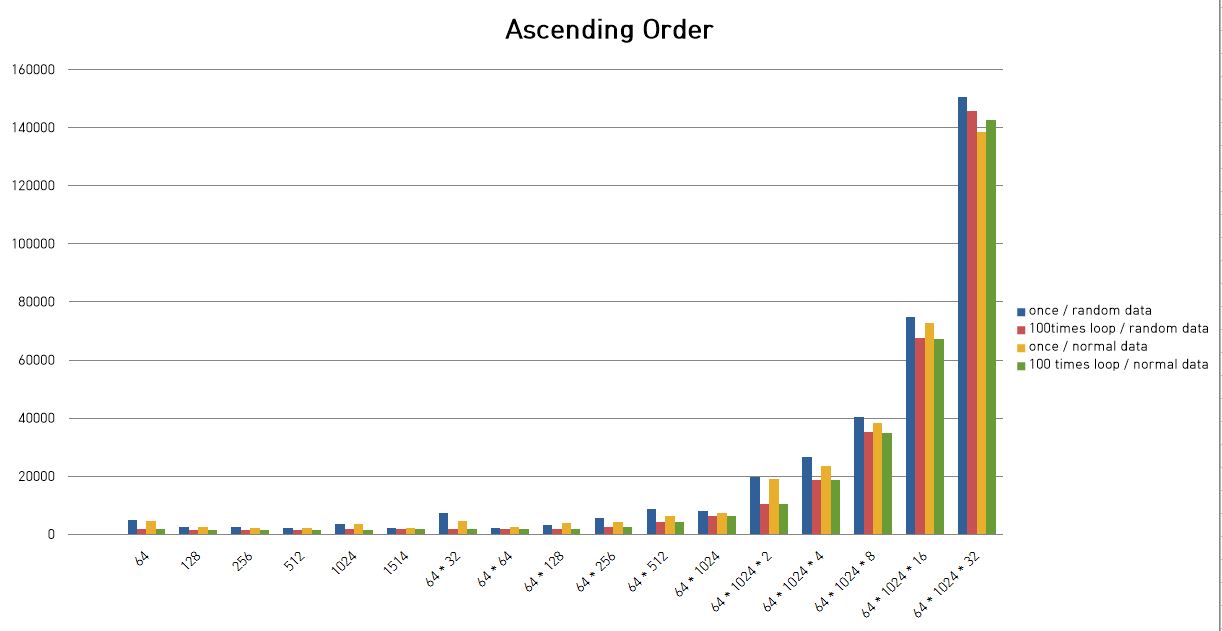 Ascending Order
160000
140000
120000
100000
80000
60000
40000
20000
0
64
128
256
512
1024
1514
64 * 32
64 * 64
64 * 128
64 * 256
64 * 512
64 * 1024
64 * 1024 * 2
64 * 1024 * 4
64 * 1024 * 8
64 * 1024 * 16
64 * 1024 * 32
once / random data
100times loop / random data
once / normal data
100 times loop / normal data